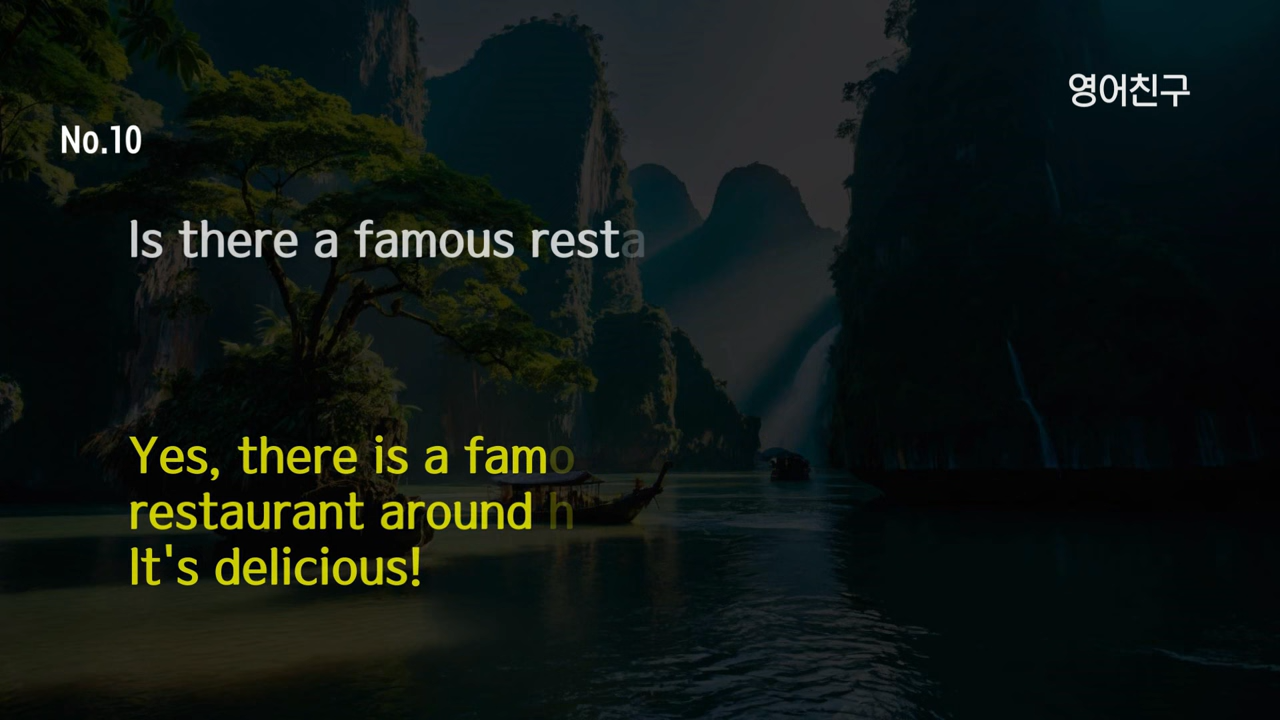 영어친구
No.10
Is there a famous resta
Yes, there is a famo
restaurant around h
It's delicious!